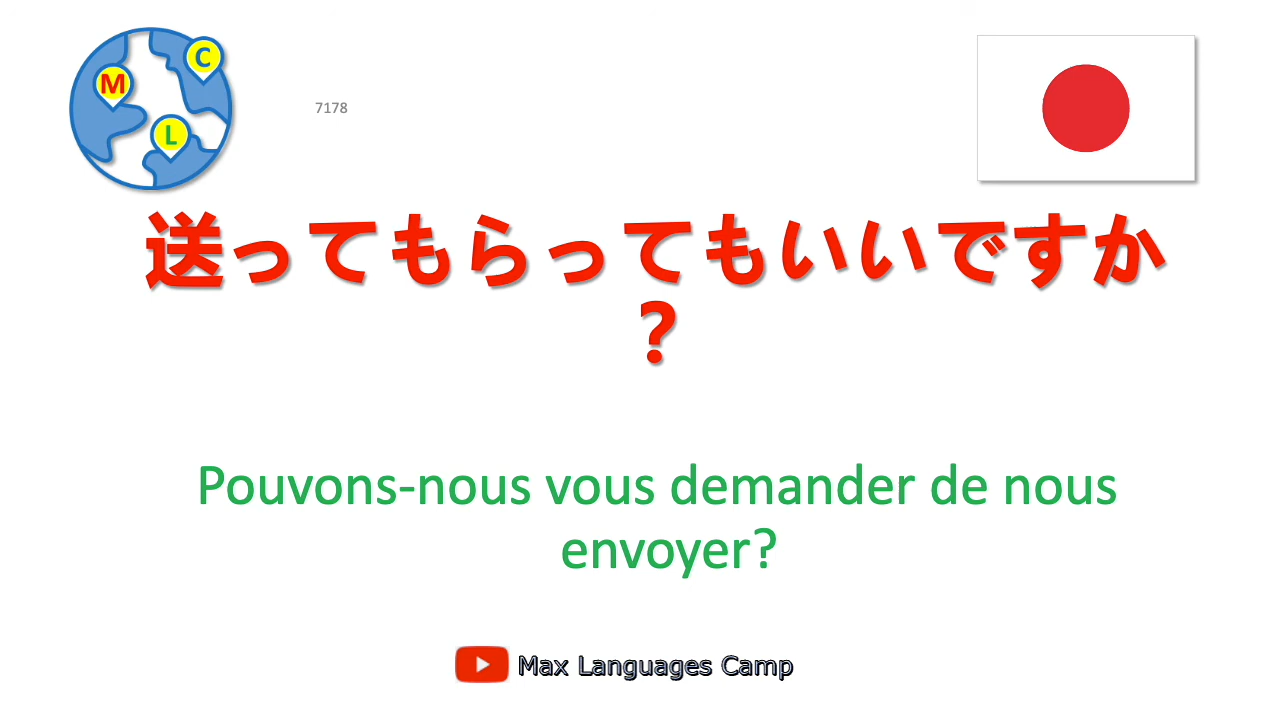 M
C
L
7178
送ってもらってもいいですか
？
Pouvons-nous vous demander de nous
envoyer?
Max Languages Camp